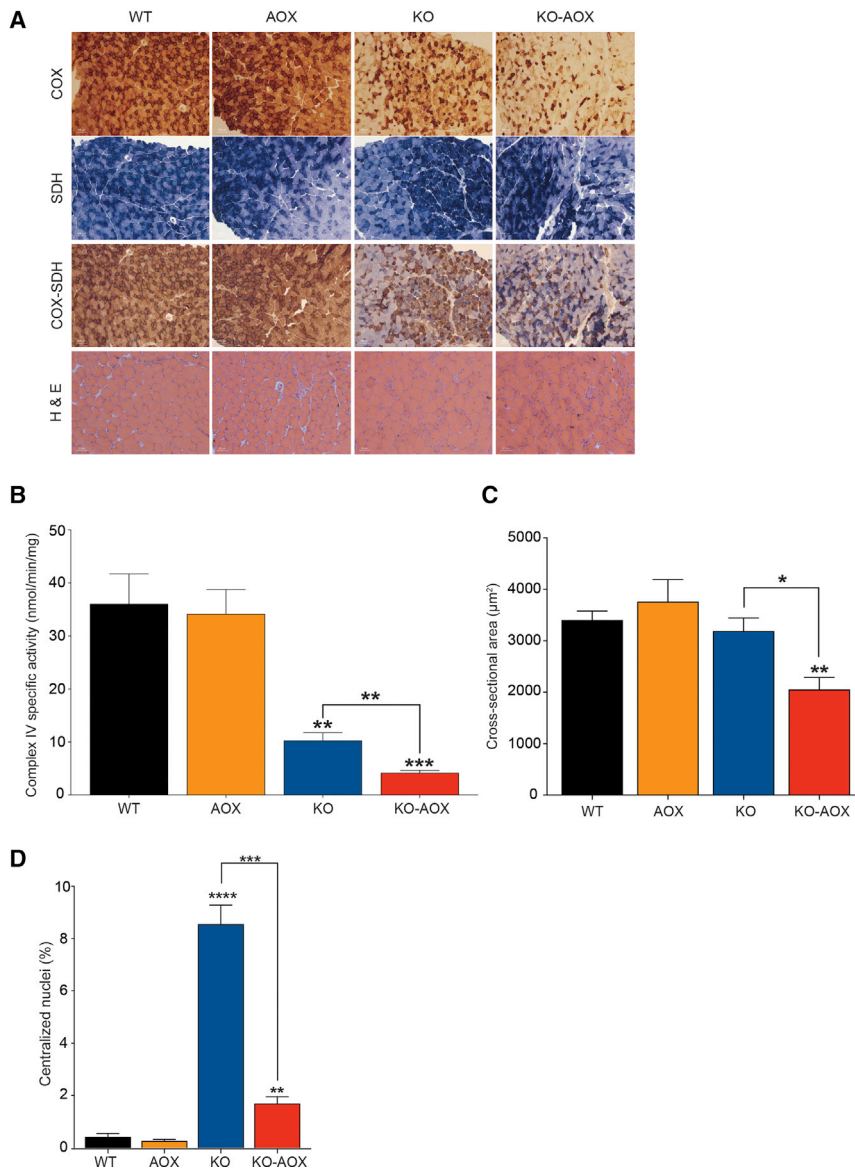 A
WT AOX KO KO-AOX
COX
SDH
COX-SDH
H & E
B
Complex IV specific activity (nmol/min/mg)
50
40
30
20
10
0
**
**
***
WT AOX KO KO-AOX
C
Cross-sectional area (µm²)
5000
4000
3000
2000
1000
0
*
**
WT AOX KO KO-AOX
D
Centralized nuclei (%)
10
8
6
4
2
0
***
****
**
WT AOX KO KO-AOX